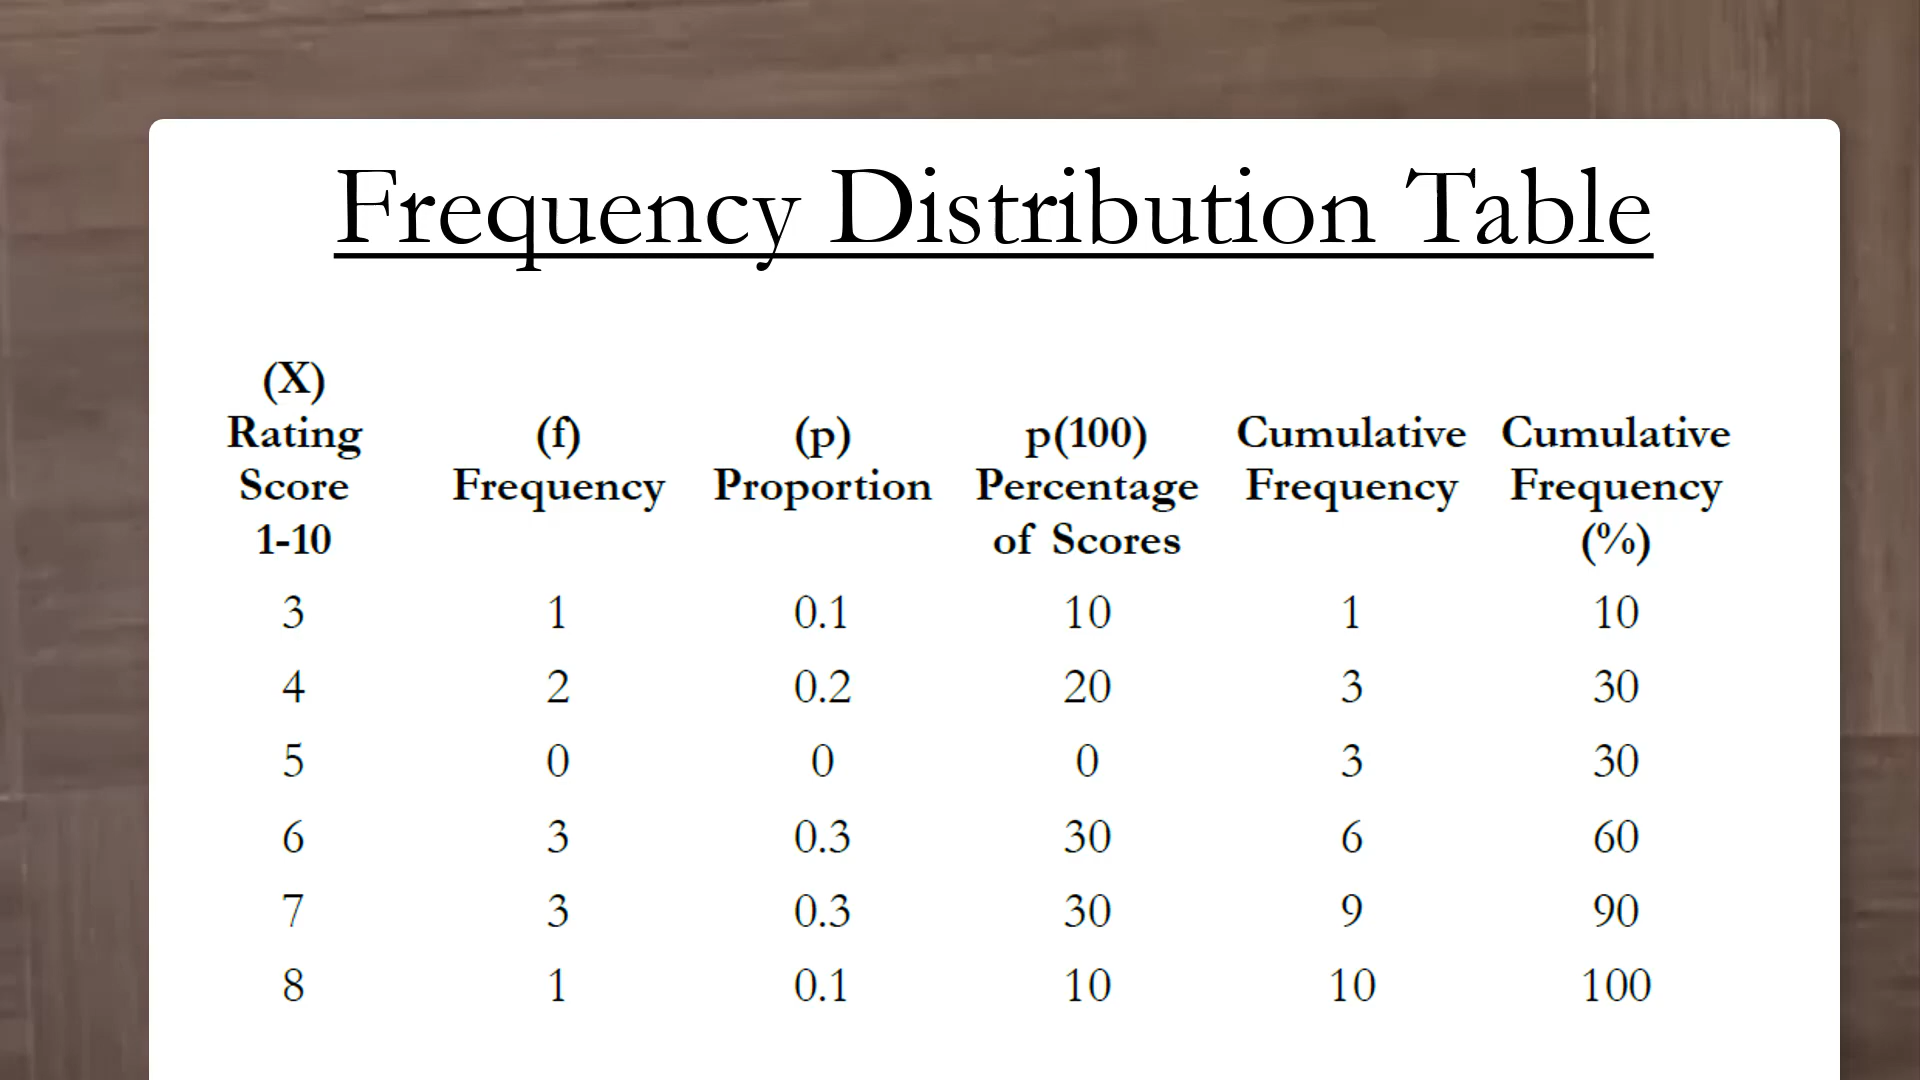 Frequency Distribution Table
(X)
Rating (f) (p) p(100) Cumulative Cumulative
Score Frequency Proportion Percentage Frequency Frequency
1-10 of Scores (%)
3 1 0.1 10 1 10
4 2 0.2 20 3 30
5 0 0 0 3 30
6 3 0.3 30 6 60
7 3 0.3 30 9 90
8 1 0.1 10 10 100